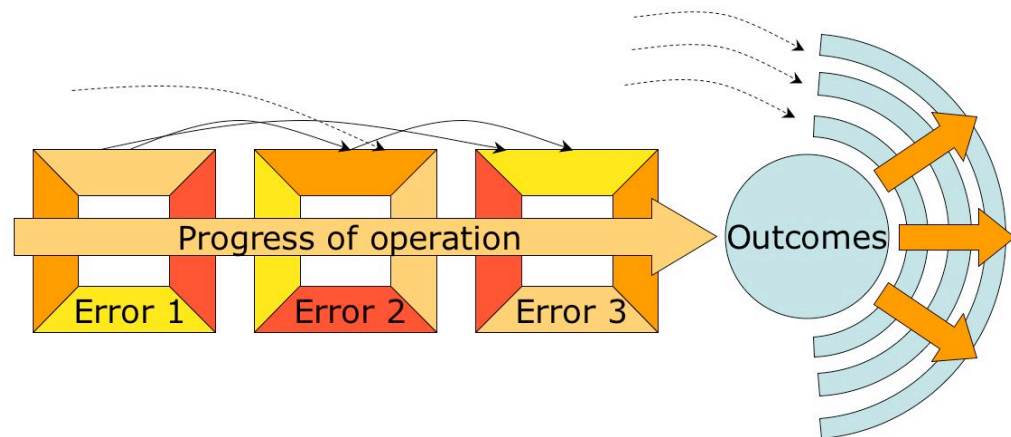 Progress of operation
Outcomes
Error 1
Error 2
Error 3